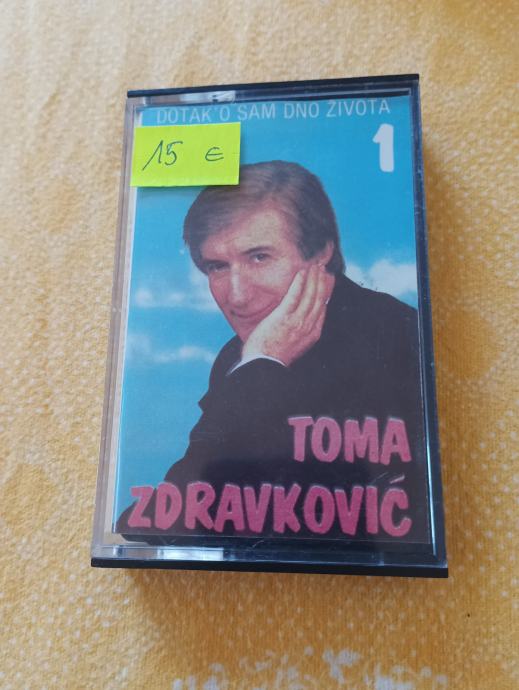 DOTAK'O SAM DNO ŽIVOTA
15 €
1
TOMA
ZDRAVKOVIĆ